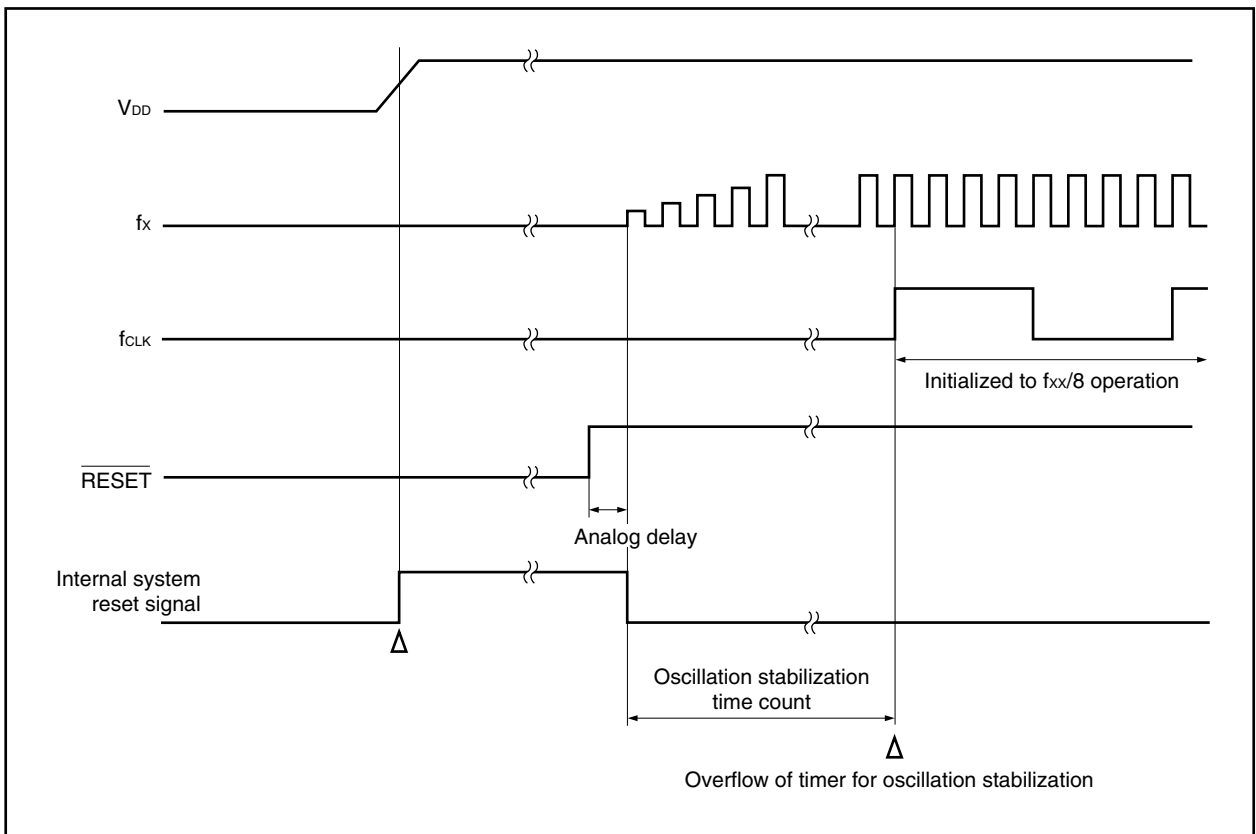 VDD
fX
fCLK
Initialized to fXX/8 operation
RESET
Analog delay
Internal system
reset signal
Oscillation stabilization
time count
Overflow of timer for oscillation stabilization